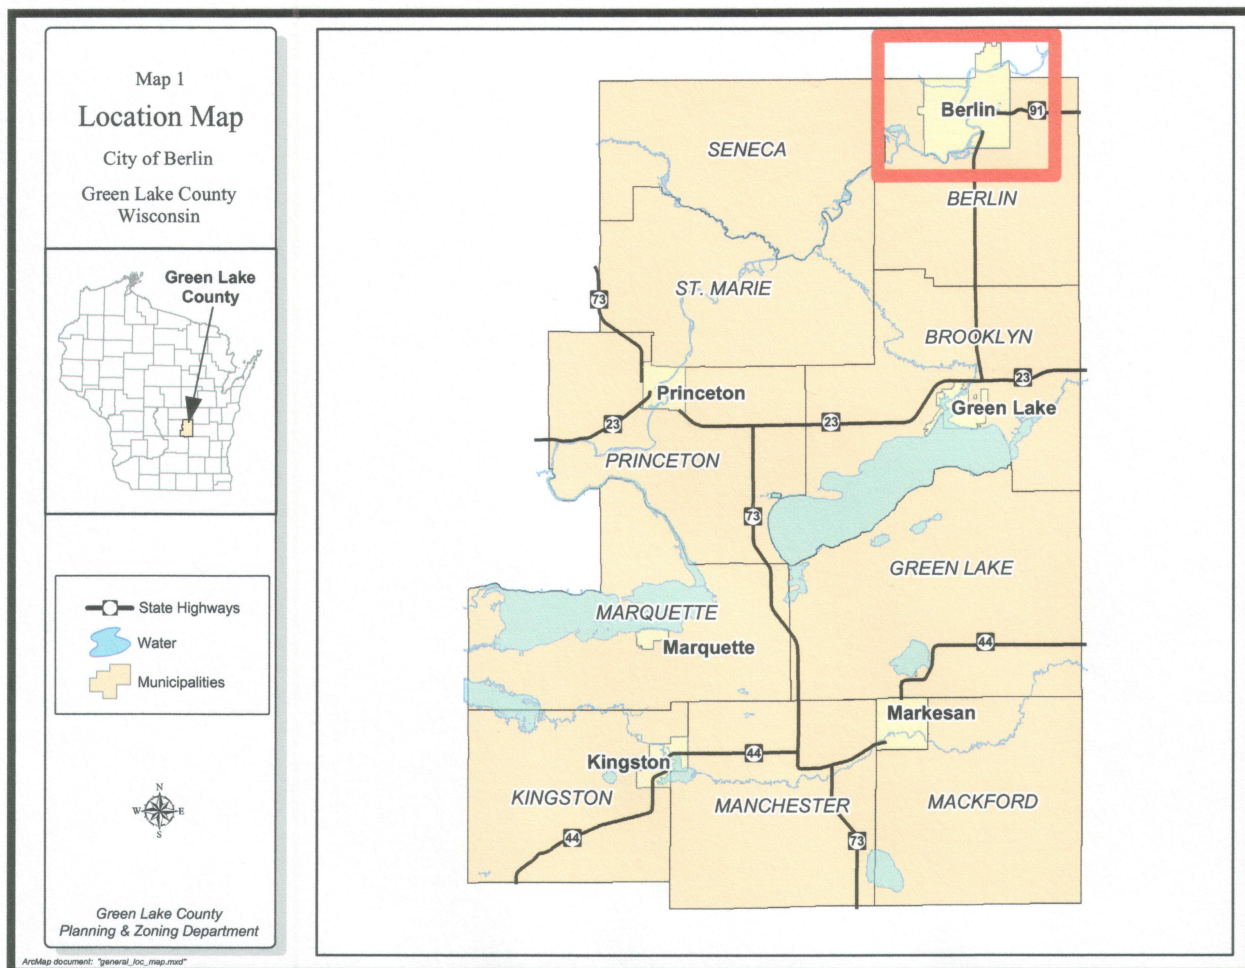 Map 1
Location Map
City of Berlin
Green Lake County
Wisconsin
Green Lake
County
State Highways
Water
Municipalities
N
W
E
S
Green Lake County
Planning & Zoning Department
ArcMap document: "general_loc_map.mxd"
Berlin
91
SENECA
BERLIN
ST. MARIE
73
BROOKLYN
23
Princeton
Green Lake
23
23
PRINCETON
73
GREEN LAKE
MARQUETTE
Marquette
44
Markesan
Kingston
44
KINGSTON
MANCHESTER
MACKFORD
44
73